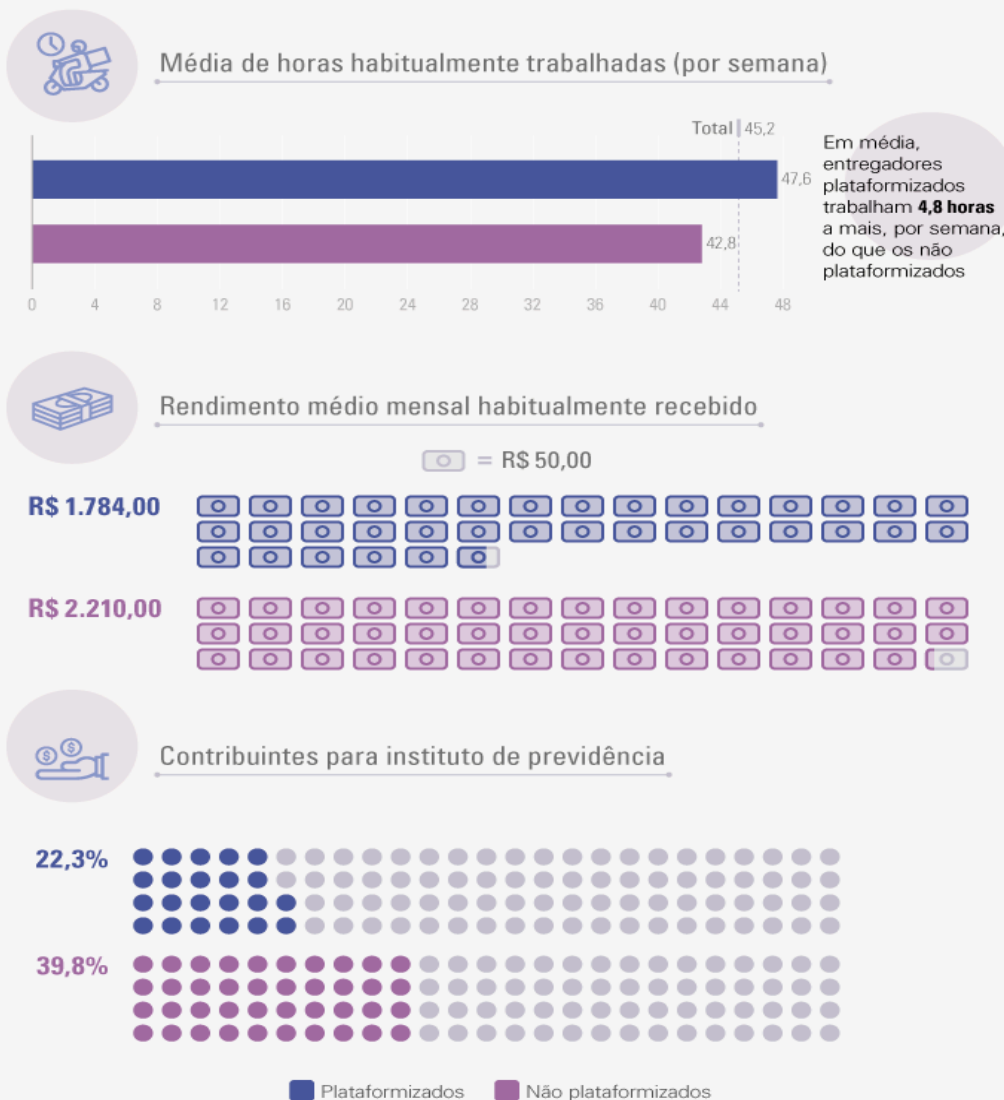 Média de horas habitualmente trabalhadas (por semana)
Total 45,2
47,6
42,8
0 4 8 12 16 20 24 28 32 36 40 44 48
Em média,
entregadores
plataformizados
trabalham 4,8 horas
a mais, por semana,
do que os não
plataformizados
Rendimento médio mensal habitualmente recebido
= R$ 50,00
R$ 1.784,00
R$ 2.210,00
Contribuintes para instituto de previdência
22,3%
39,8%
Plataformizados Não plataformizados